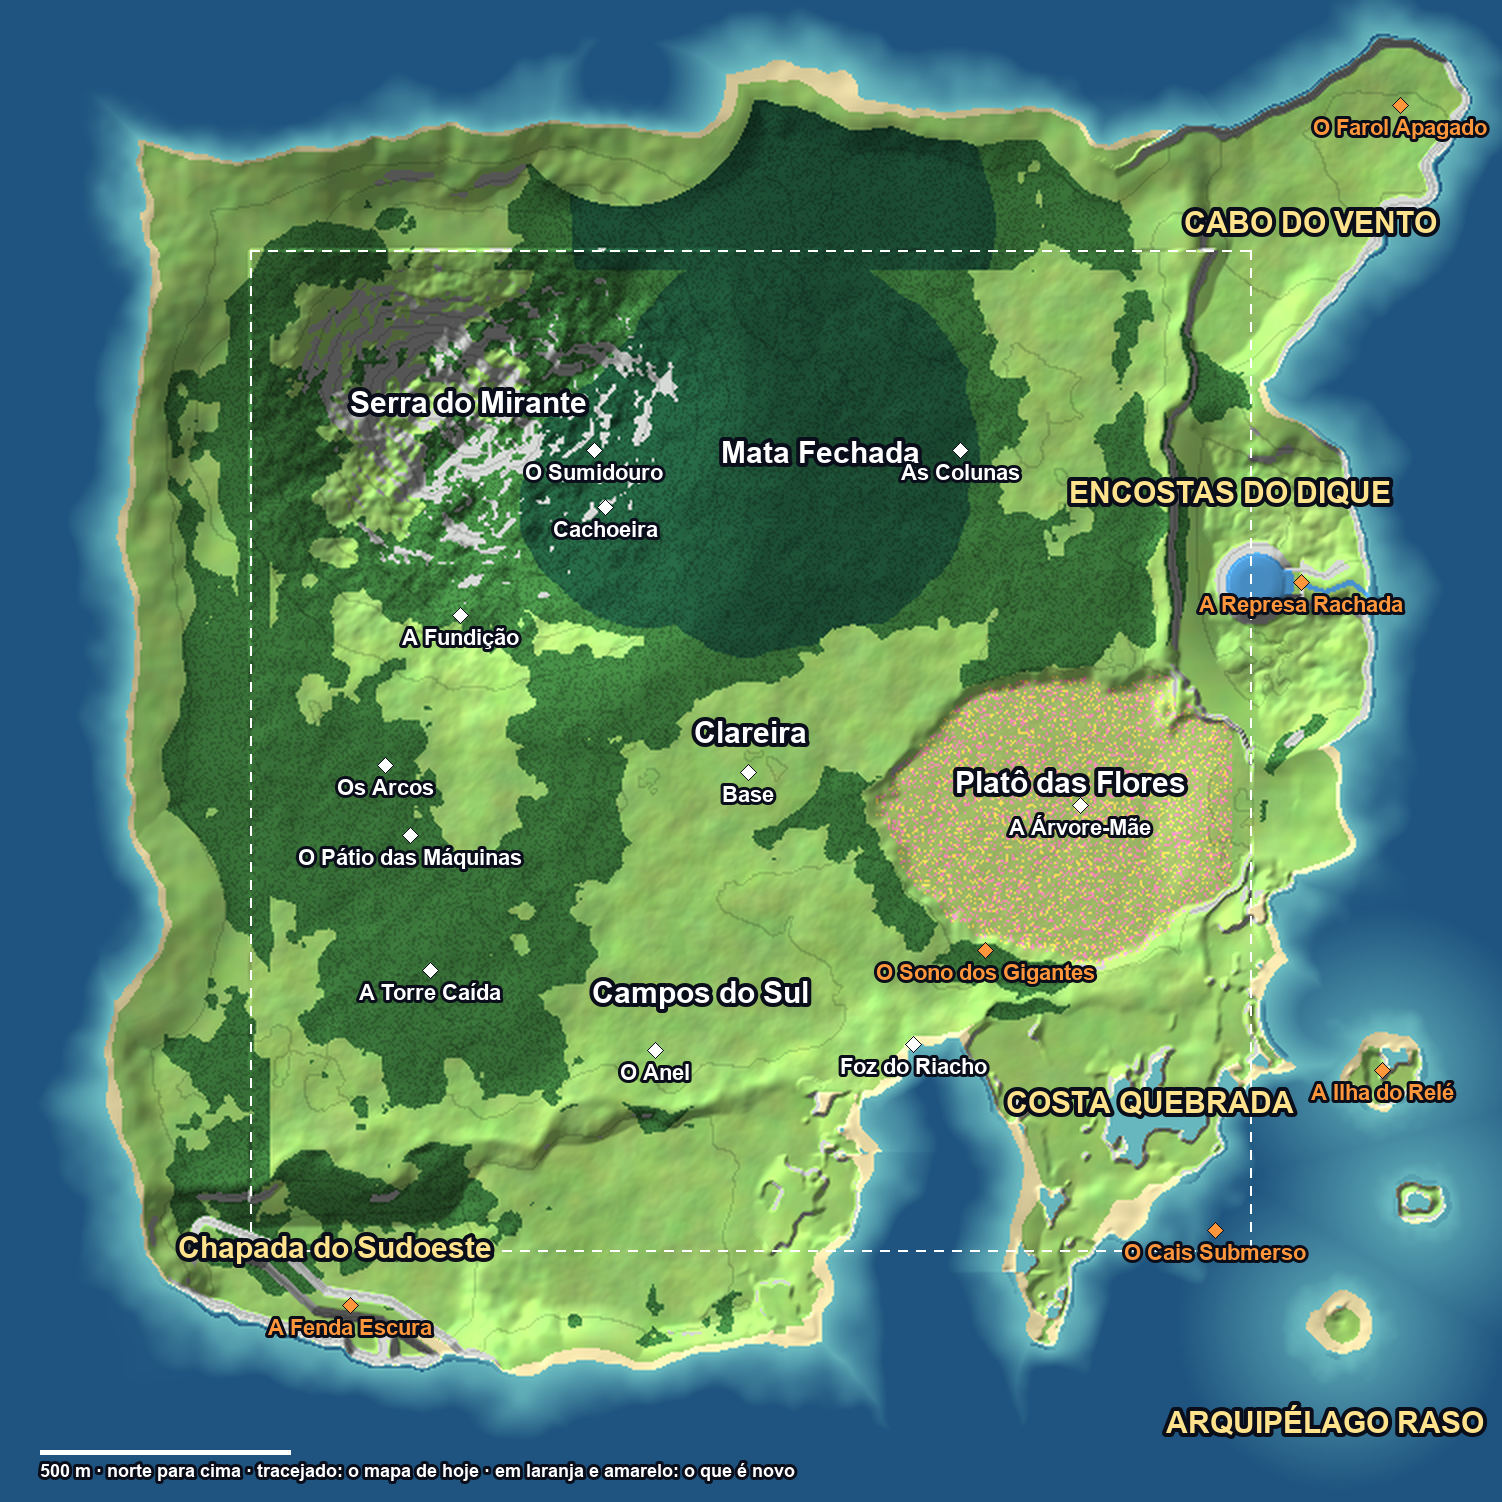 O Farol Apagado
CABO DO VENTO
Serra do Mirante
Mata Fechada
O Sumidouro
As Colunas
ENCOSTAS DO DIQUE
Cachoeira
A Represa Rachada
A Fundição
Clareira
Os Arcos
Base
Platô das Flores
A Árvore-Mãe
O Pátio das Máquinas
O Sono dos Gigantes
A Torre Caída
Campos do Sul
O Anel
Foz do Riacho
COSTA QUEBRADA
A Ilha do Relé
Chapada do Sudoeste
O Cais Submerso
A Fenda Escura
ARQUIPÉLAGO RASO
500 m · norte para cima · tracejado: o mapa de hoje · em laranja e amarelo: o que é novo